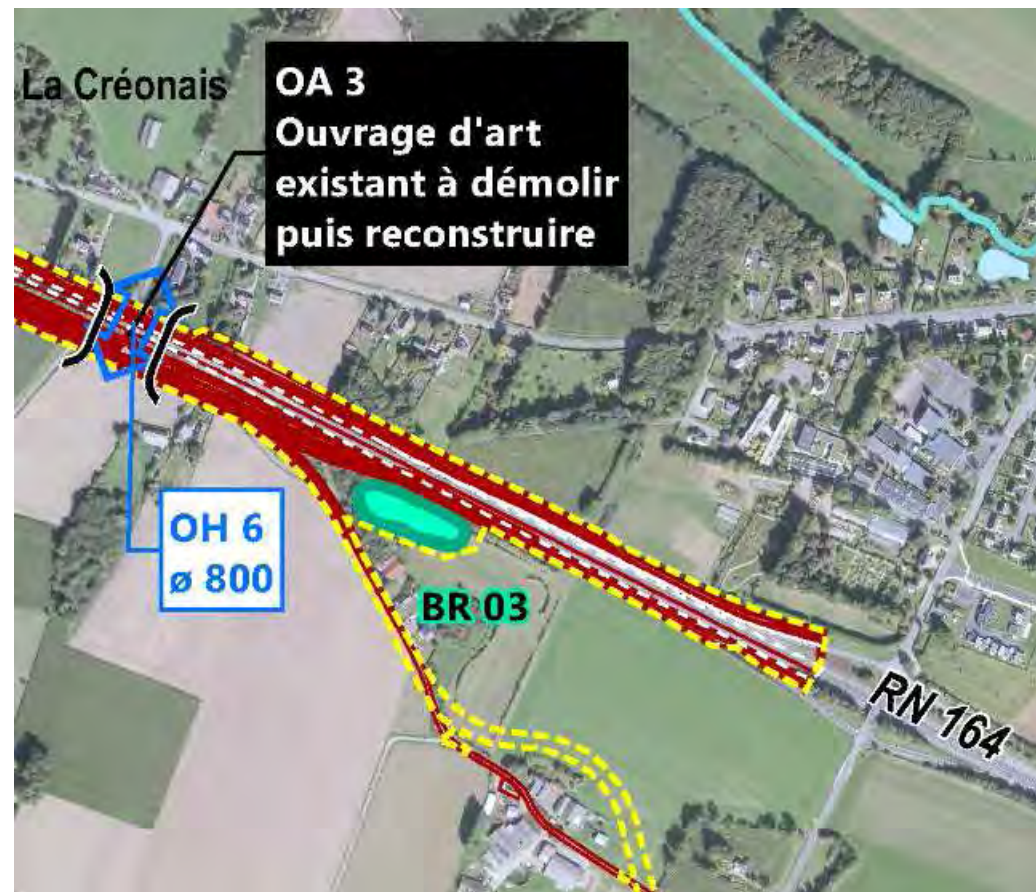 La Créonais
OA 3
Ouvrage d'art
existant à démolir
puis reconstruire
OH 6
ø 800
BR 03
RN 164